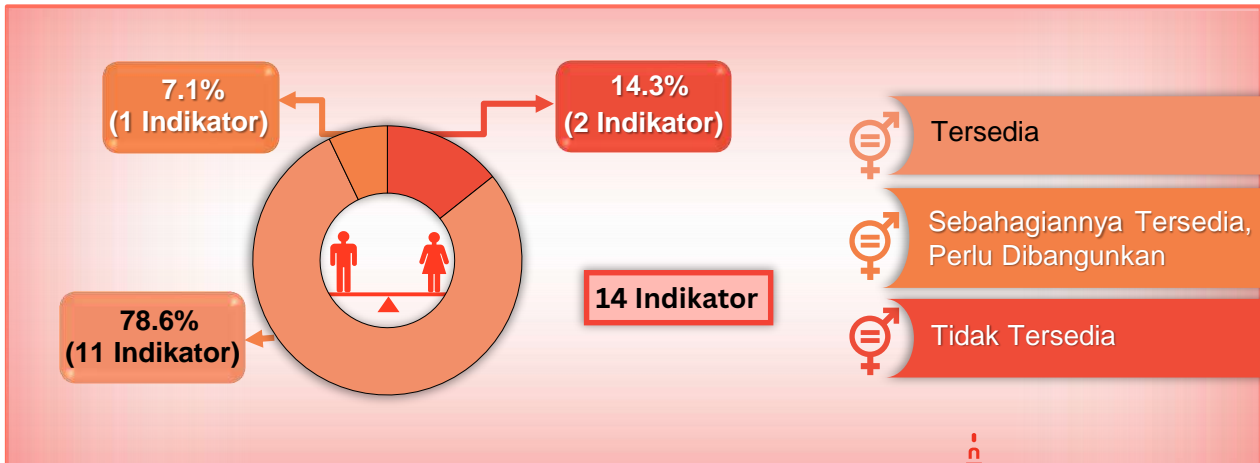 7.1%
(1 Indikator)
14.3%
(2 Indikator)
Tersedia
Sebahagiannya Tersedia,
Perlu Dibangunkan
14 Indikator
78.6%
(11 Indikator)
Tidak Tersedia